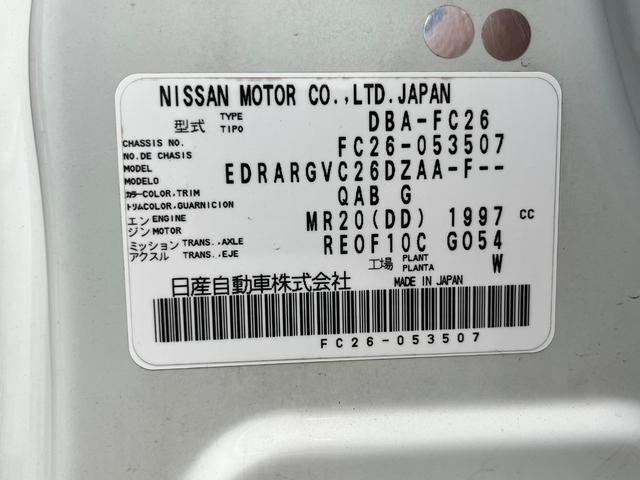 NISSAN MOTOR CO.,LTD.JAPAN
型式 TYPE TIPO DBA-FC26
CHASSIS NO. NO.DE CHASIS FC26-053507
MODEL MODELO EDRARGVC26DZAA-F--
カラー COLOR,TRIM QAB G
トリム COLOR,GUARNICION
エンジン ENGINE MOTOR MR20(DD) 1997 cc
ミッション TRANS.,AXLE RE0F10C G054
アクスル TRANS.,EJE
工場 PLANT PLANTA W
日産自動車株式会社 MADE IN JAPAN
FC26-053507